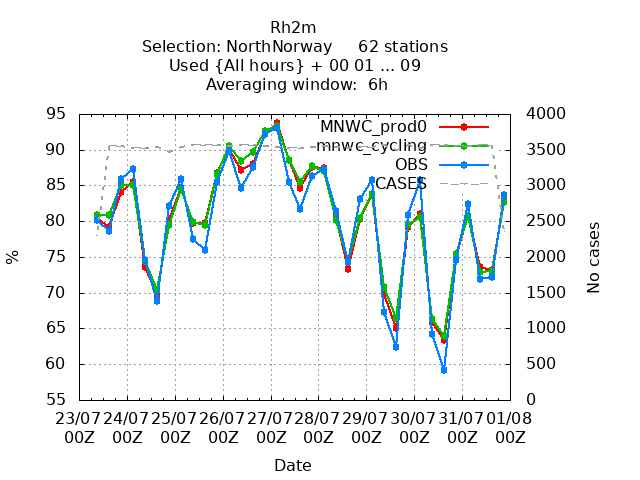 Rh2m
Selection: NorthNorway 62 stations
Used {All hours} + 00 01 ... 09
Averaging window: 6h
MNWC_prod0
mnwc_cycling
OBS
CASES
%
95
90
85
80
75
70
65
60
55
No cases
4000
3500
3000
2500
2000
1500
1000
500
0
23/07 24/07 25/07 26/07 27/07 28/07 29/07 30/07 31/07 01/08
00Z 00Z 00Z 00Z 00Z 00Z 00Z 00Z 00Z 00Z
Date